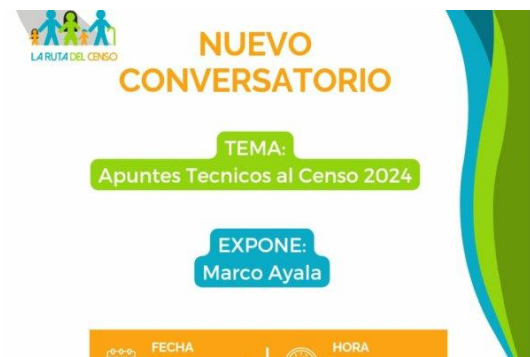 LA RUTA DEL CENSO
NUEVO
CONVERSATORIO
TEMA:
Apuntes Tecnicos al Censo 2024
EXPONE:
Marco Ayala
FECHA
HORA